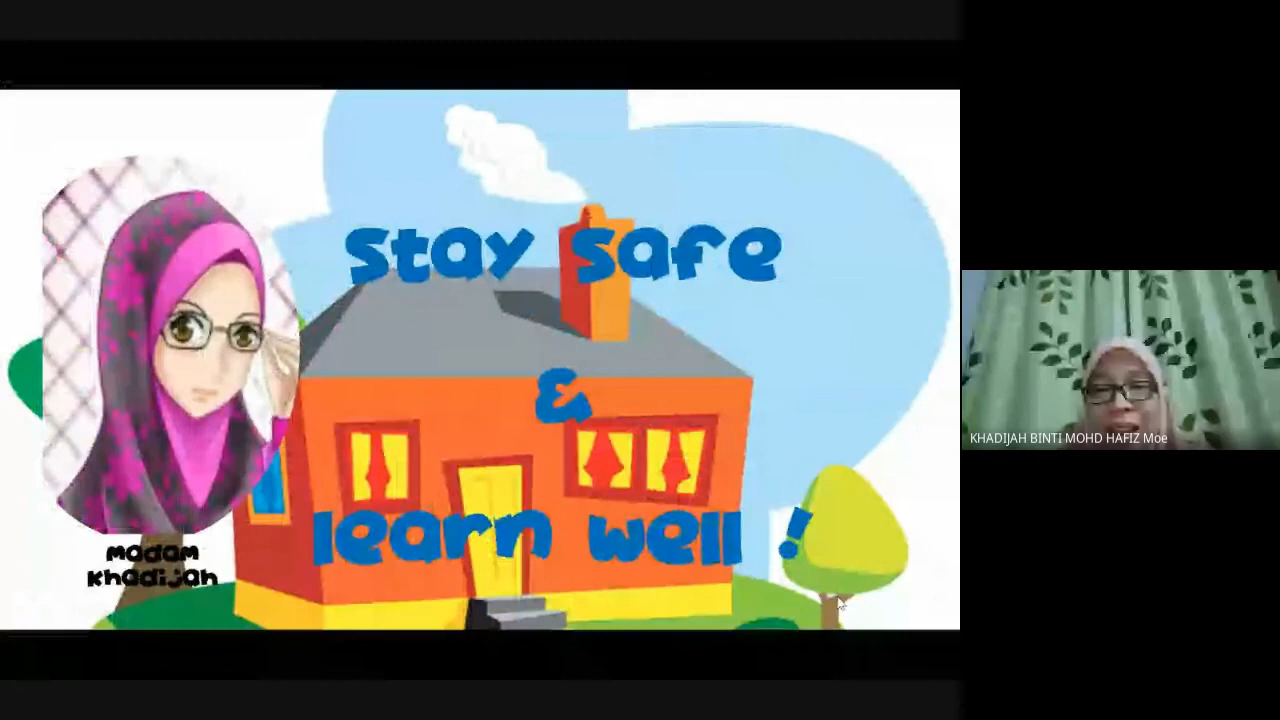 stay safe
&
learn well !
madam
khadijah
KHADIJAH BINTI MOHD HAFIZ Moe